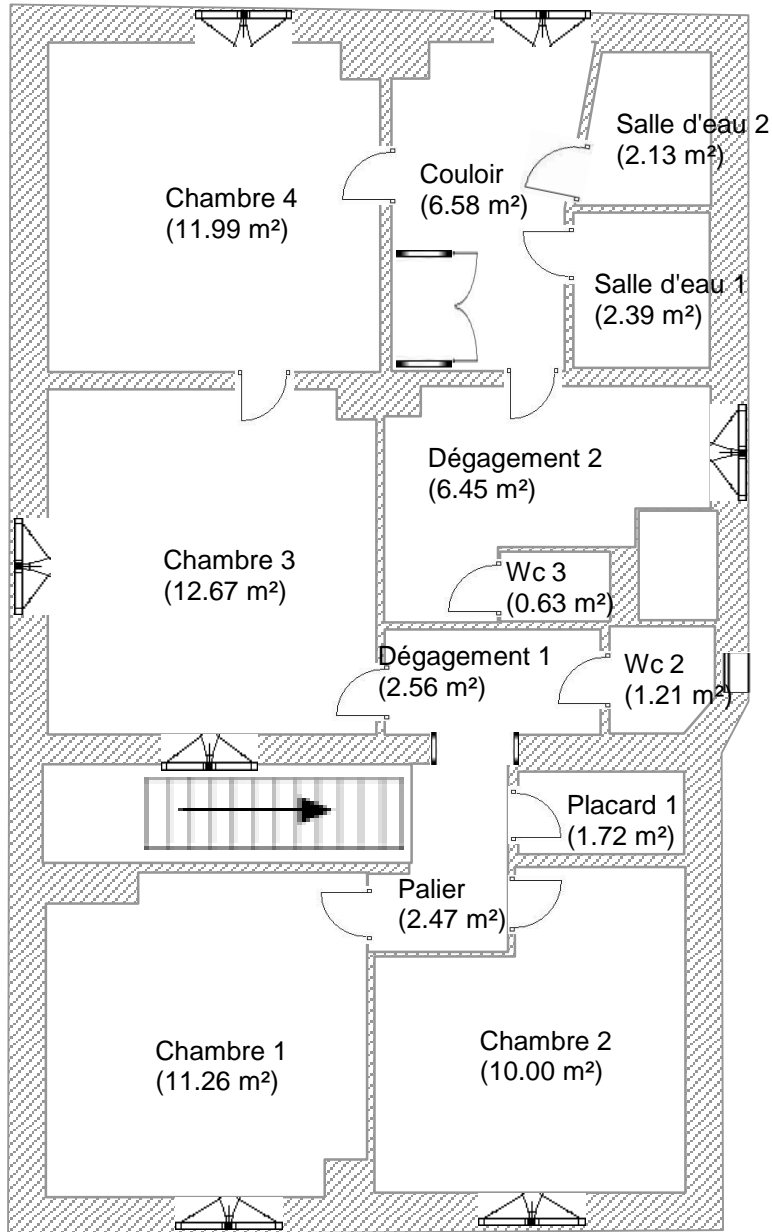 Salle d'eau 2
(2.13 m²)
Couloir
(6.58 m²)
Chambre 4
(11.99 m²)
Salle d'eau 1
(2.39 m²)
Dégagement 2
(6.45 m²)
Chambre 3
(12.67 m²)
Wc 3
(0.63 m²)
Dégagement 1
(2.56 m²)
Wc 2
(1.21 m²)
Placard 1
(1.72 m²)
Palier
(2.47 m²)
Chambre 1
(11.26 m²)
Chambre 2
(10.00 m²)